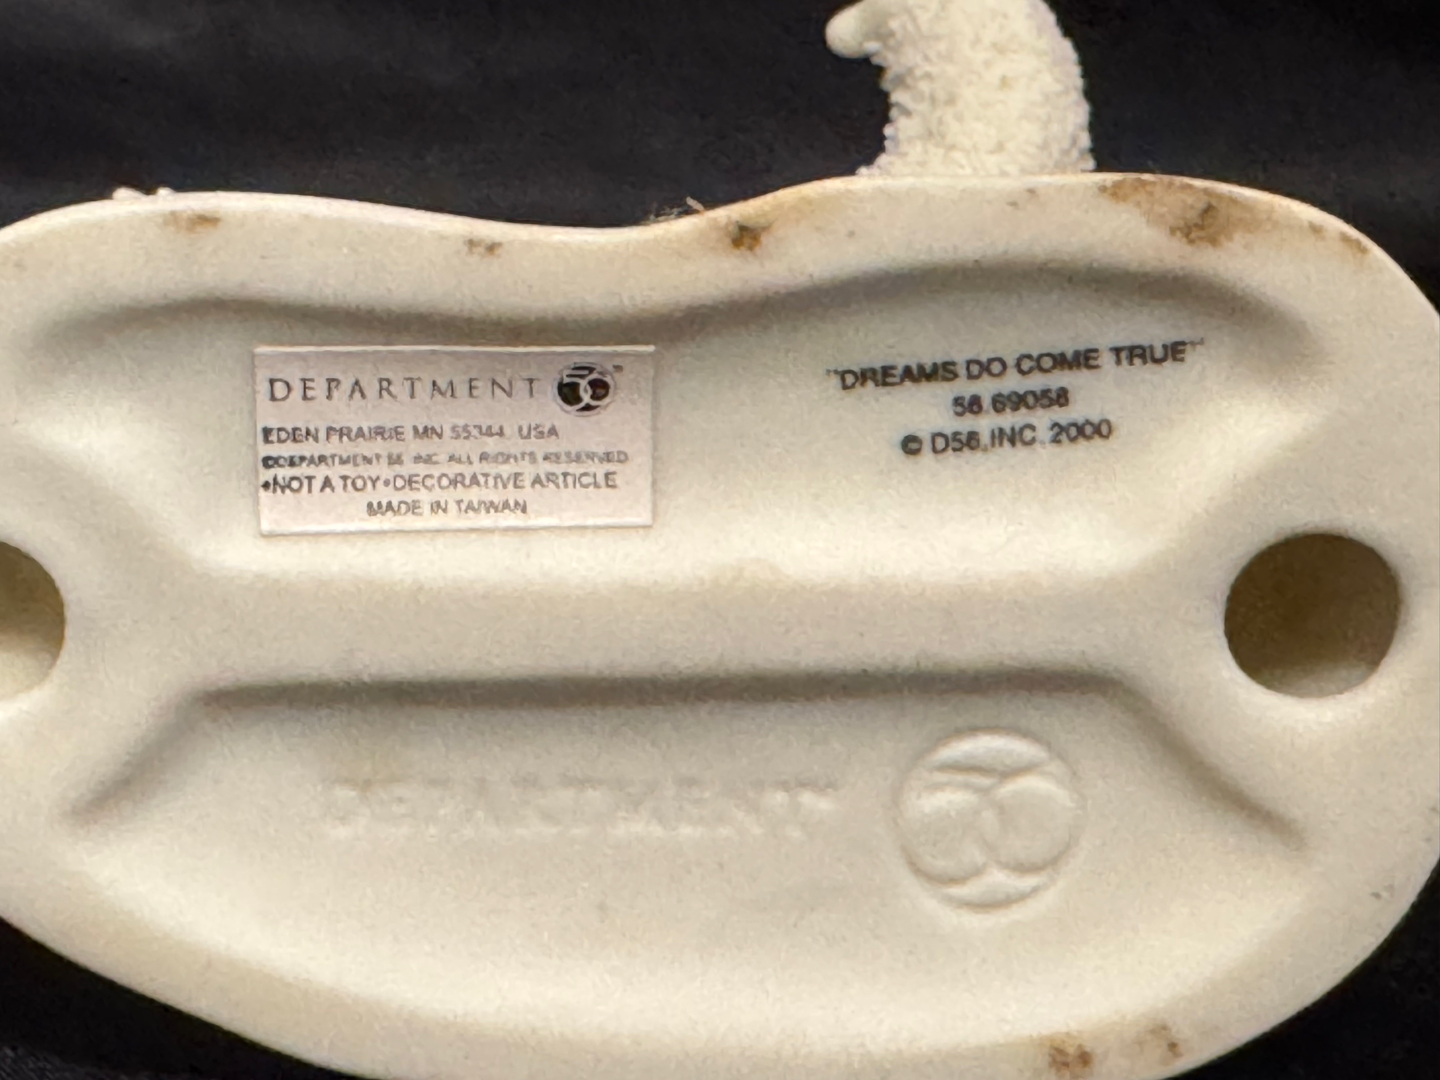 DEPARTMENT 56™
EDEN PRAIRIE MN 55344 USA
©DEPARTMENT 56 INC. ALL RIGHTS RESERVED
•NOT A TOY•DECORATIVE ARTICLE
MADE IN TAIWAN
"DREAMS DO COME TRUE"
56.69058
© D56, INC. 2000
DEPARTMENT 56